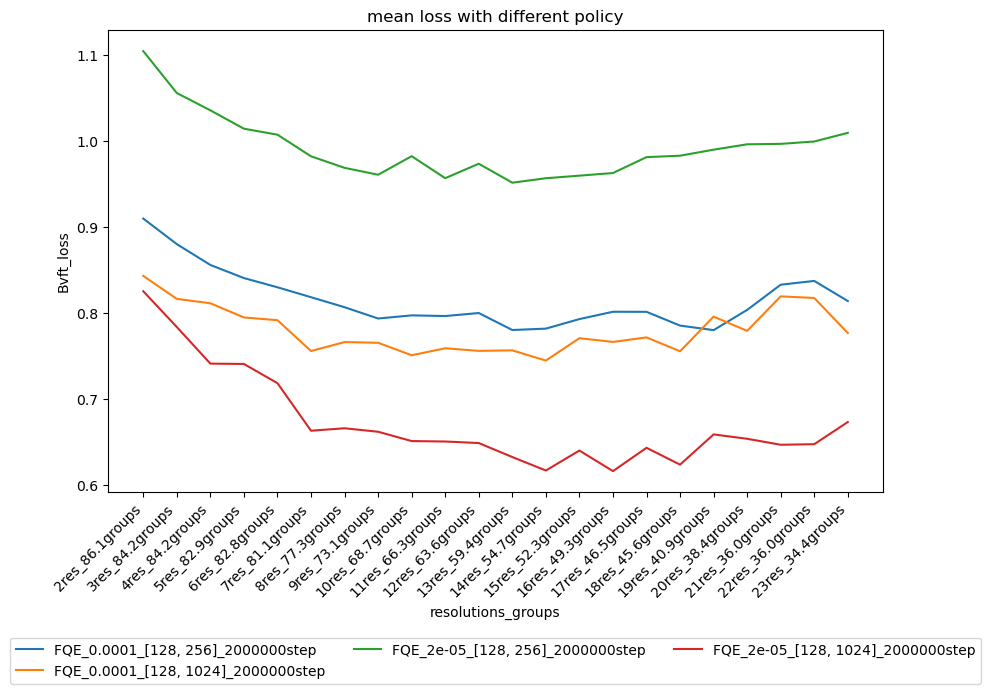 mean loss with different policy
Bvft_loss
1.1
1.0
0.9
0.8
0.7
0.6
2res_86.1groups
3res_84.2groups
4res_84.2groups
5res_82.9groups
6res_82.8groups
7res_81.1groups
8res_77.3groups
9res_73.1groups
10res_68.7groups
11res_66.3groups
12res_63.6groups
13res_59.4groups
14res_54.7groups
15res_52.3groups
16res_49.3groups
17res_46.5groups
18res_45.6groups
19res_40.9groups
20res_38.4groups
21res_36.0groups
22res_36.0groups
23res_34.4groups
resolutions_groups
FQE_0.0001_[128, 256]_2000000step
FQE_0.0001_[128, 1024]_2000000step
FQE_2e-05_[128, 256]_2000000step
FQE_2e-05_[128, 1024]_2000000step